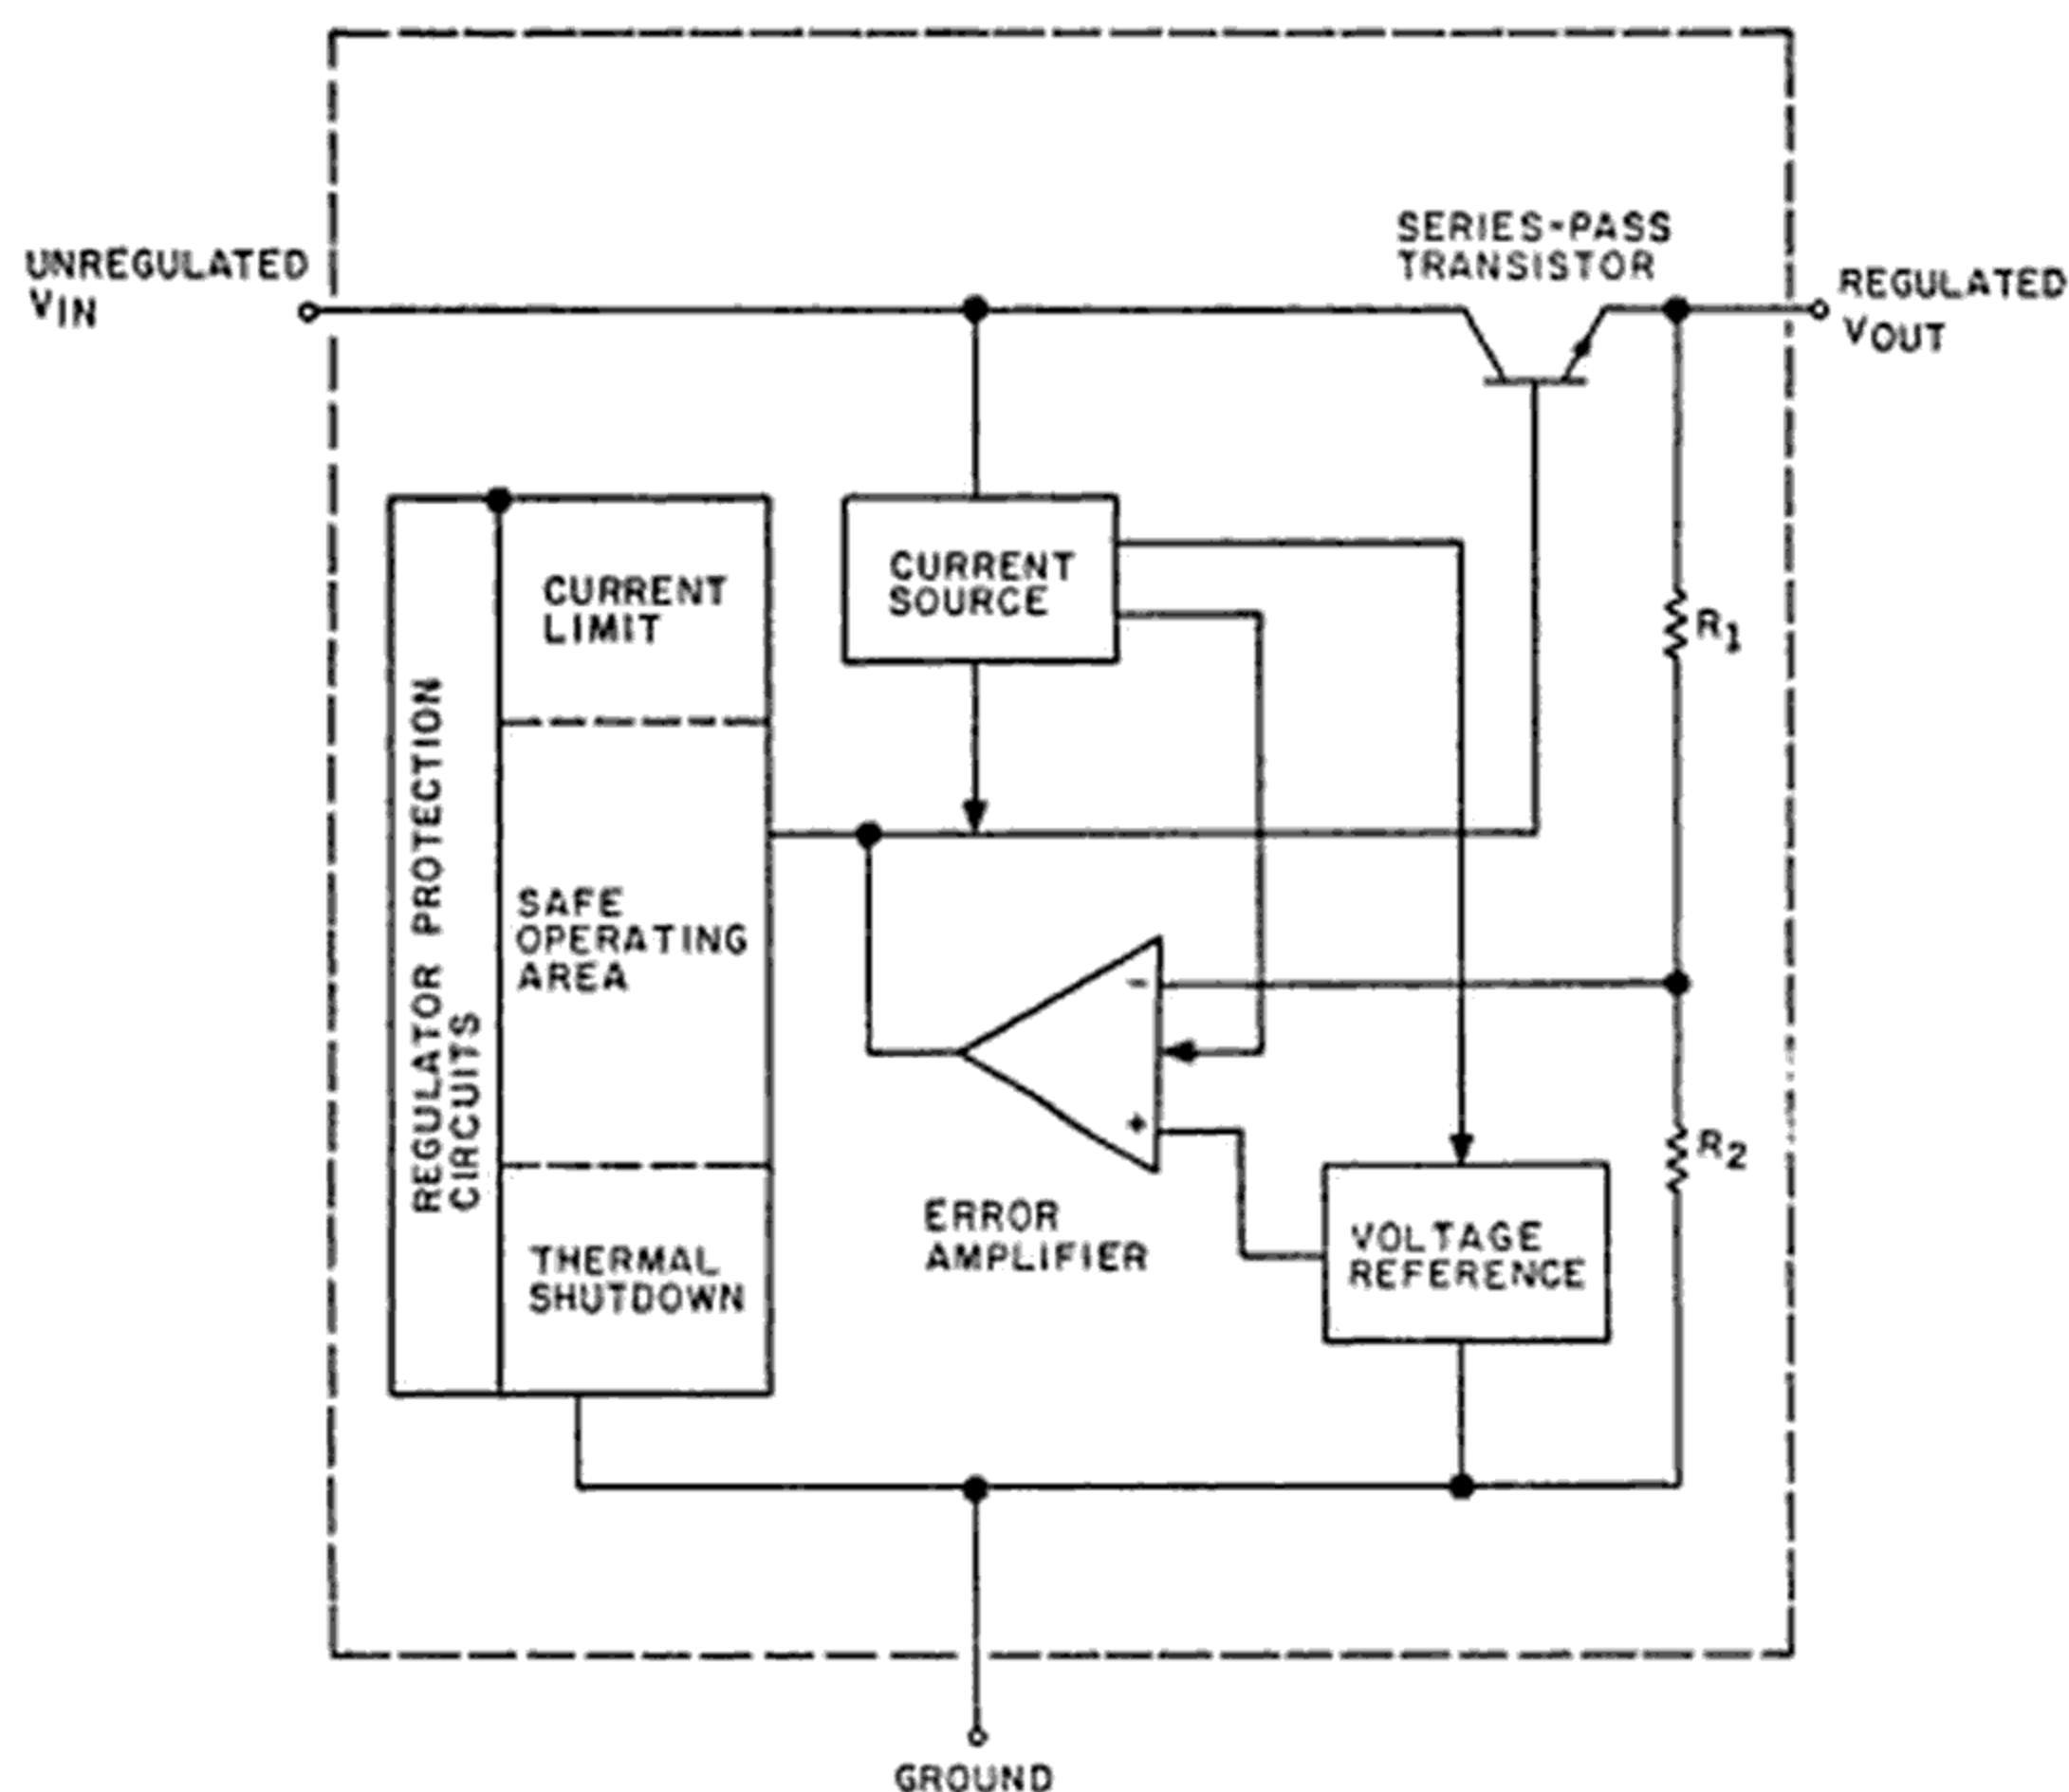 SERIES-PASS
TRANSISTOR
UNREGULATED
VIN
REGULATED
VOUT
CURRENT
LIMIT
CURRENT
SOURCE
R1
REGULATOR PROTECTION
CIRCUITS
SAFE
OPERATING
AREA
-
+
R2
ERROR
AMPLIFIER
VOLTAGE
REFERENCE
THERMAL
SHUTDOWN
GROUND